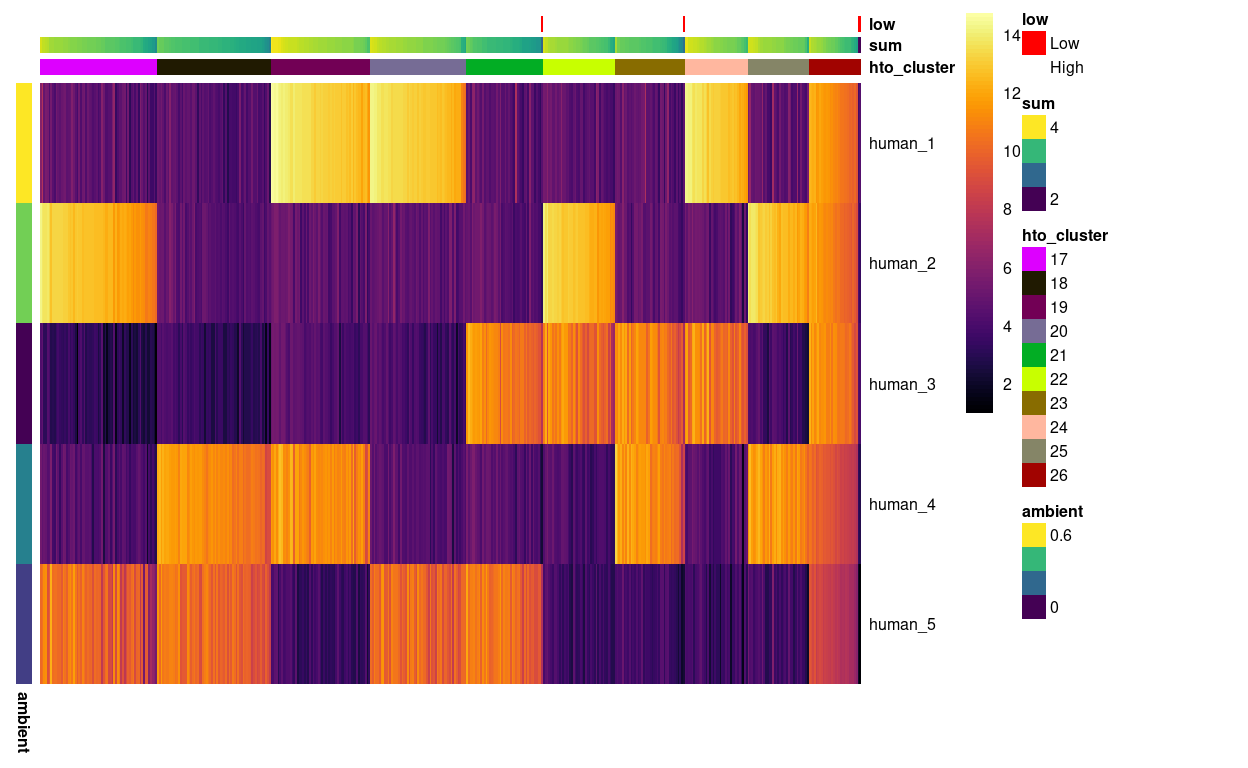 low
sum
hto_cluster
human_1
human_2
human_3
human_4
human_5
ambient
14
12
10
8
6
4
2
low
Low
High
sum
4
2
hto_cluster
17
18
19
20
21
22
23
24
25
26
ambient
0.6
0